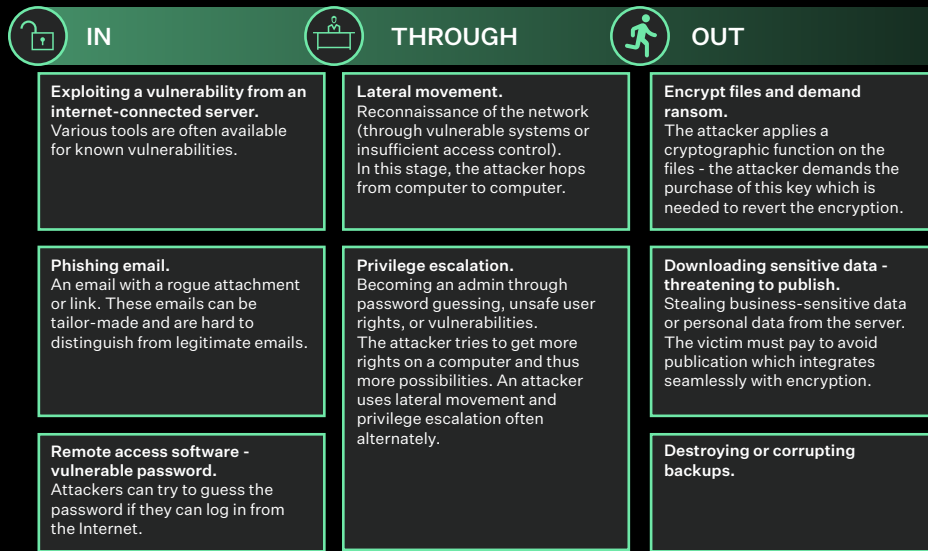 IN
THROUGH
OUT
Exploiting a vulnerability from an
internet-connected server.
Various tools are often available
for known vulnerabilities.
Lateral movement.
Reconnaissance of the network
(through vulnerable systems or
insufficient access control).
In this stage, the attacker hops
from computer to computer.
Encrypt files and demand
ransom.
The attacker applies a
cryptographic function on the
files - the attacker demands the
purchase of this key which is
needed to revert the encryption.
Phishing email.
An email with a rogue attachment
or link. These emails can be
tailor-made and are hard to
distinguish from legitimate emails.
Privilege escalation.
Becoming an admin through
password guessing, unsafe user
rights, or vulnerabilities.
The attacker tries to get more
rights on a computer and thus
more possibilities. An attacker
uses lateral movement and
privilege escalation often
alternately.
Downloading sensitive data -
threatening to publish.
Stealing business-sensitive data
or personal data from the server.
The victim must pay to avoid
publication which integrates
seamlessly with encryption.
Remote access software -
vulnerable password.
Attackers can try to guess the
password if they can log in from
the Internet.
Destroying or corrupting
backups.